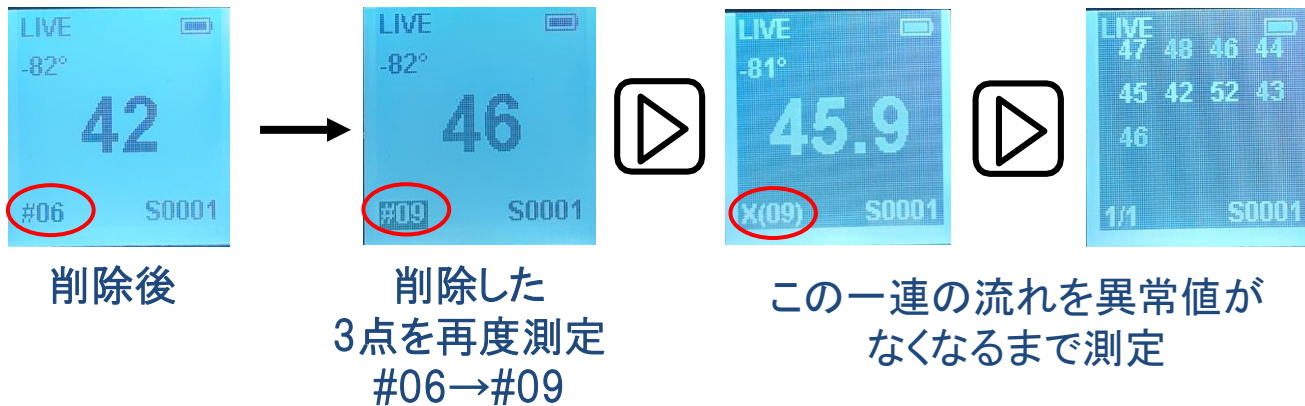 LIVE
-82°
42
#06 S0001
LIVE
-82°
46
#09 S0001
LIVE
-81°
45.9
X(09) S0001
LIVE
47 48 46 44
45 42 52 43
46
1/1 S0001
削除後
削除した
3点を再度測定
#06→#09
この一連の流れを異常値が
なくなるまで測定